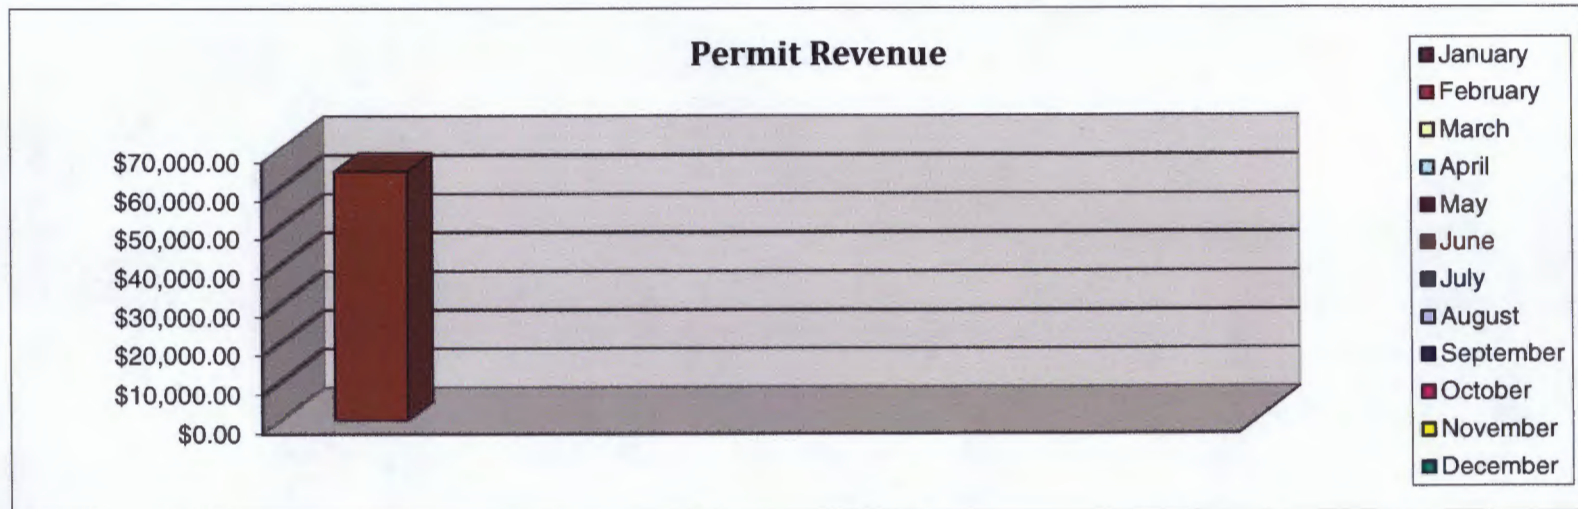 Permit Revenue
$70,000.00
$60,000.00
$50,000.00
$40,000.00
$30,000.00
$20,000.00
$10,000.00
$0.00
January
February
March
April
May
June
July
August
September
October
November
December